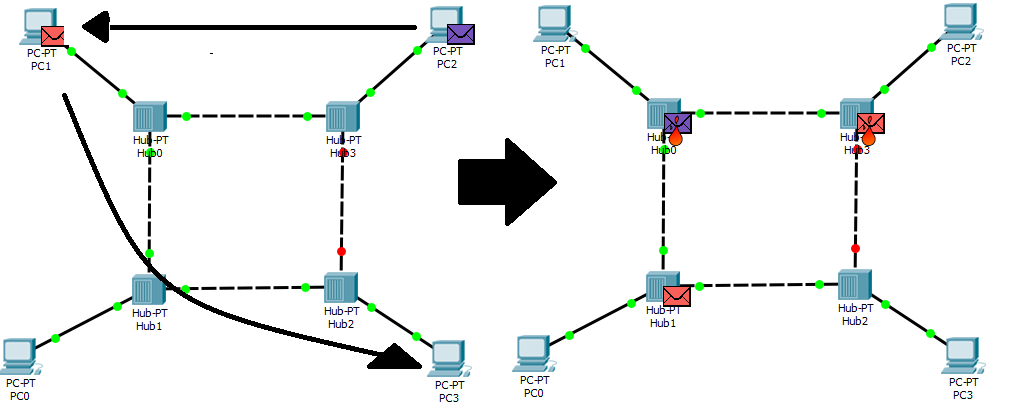 PC-PT
PC1
PC-PT
PC2
Hub-PT
Hub0
Hub-PT
Hub3
Hub-PT
Hub1
Hub-PT
Hub2
PC-PT
PC0
PC-PT
PC3
PC-PT
PC1
PC-PT
PC2
Hub-PT
Hub0
Hub-PT
Hub3
Hub-PT
Hub1
Hub-PT
Hub2
PC-PT
PC0
PC-PT
PC3